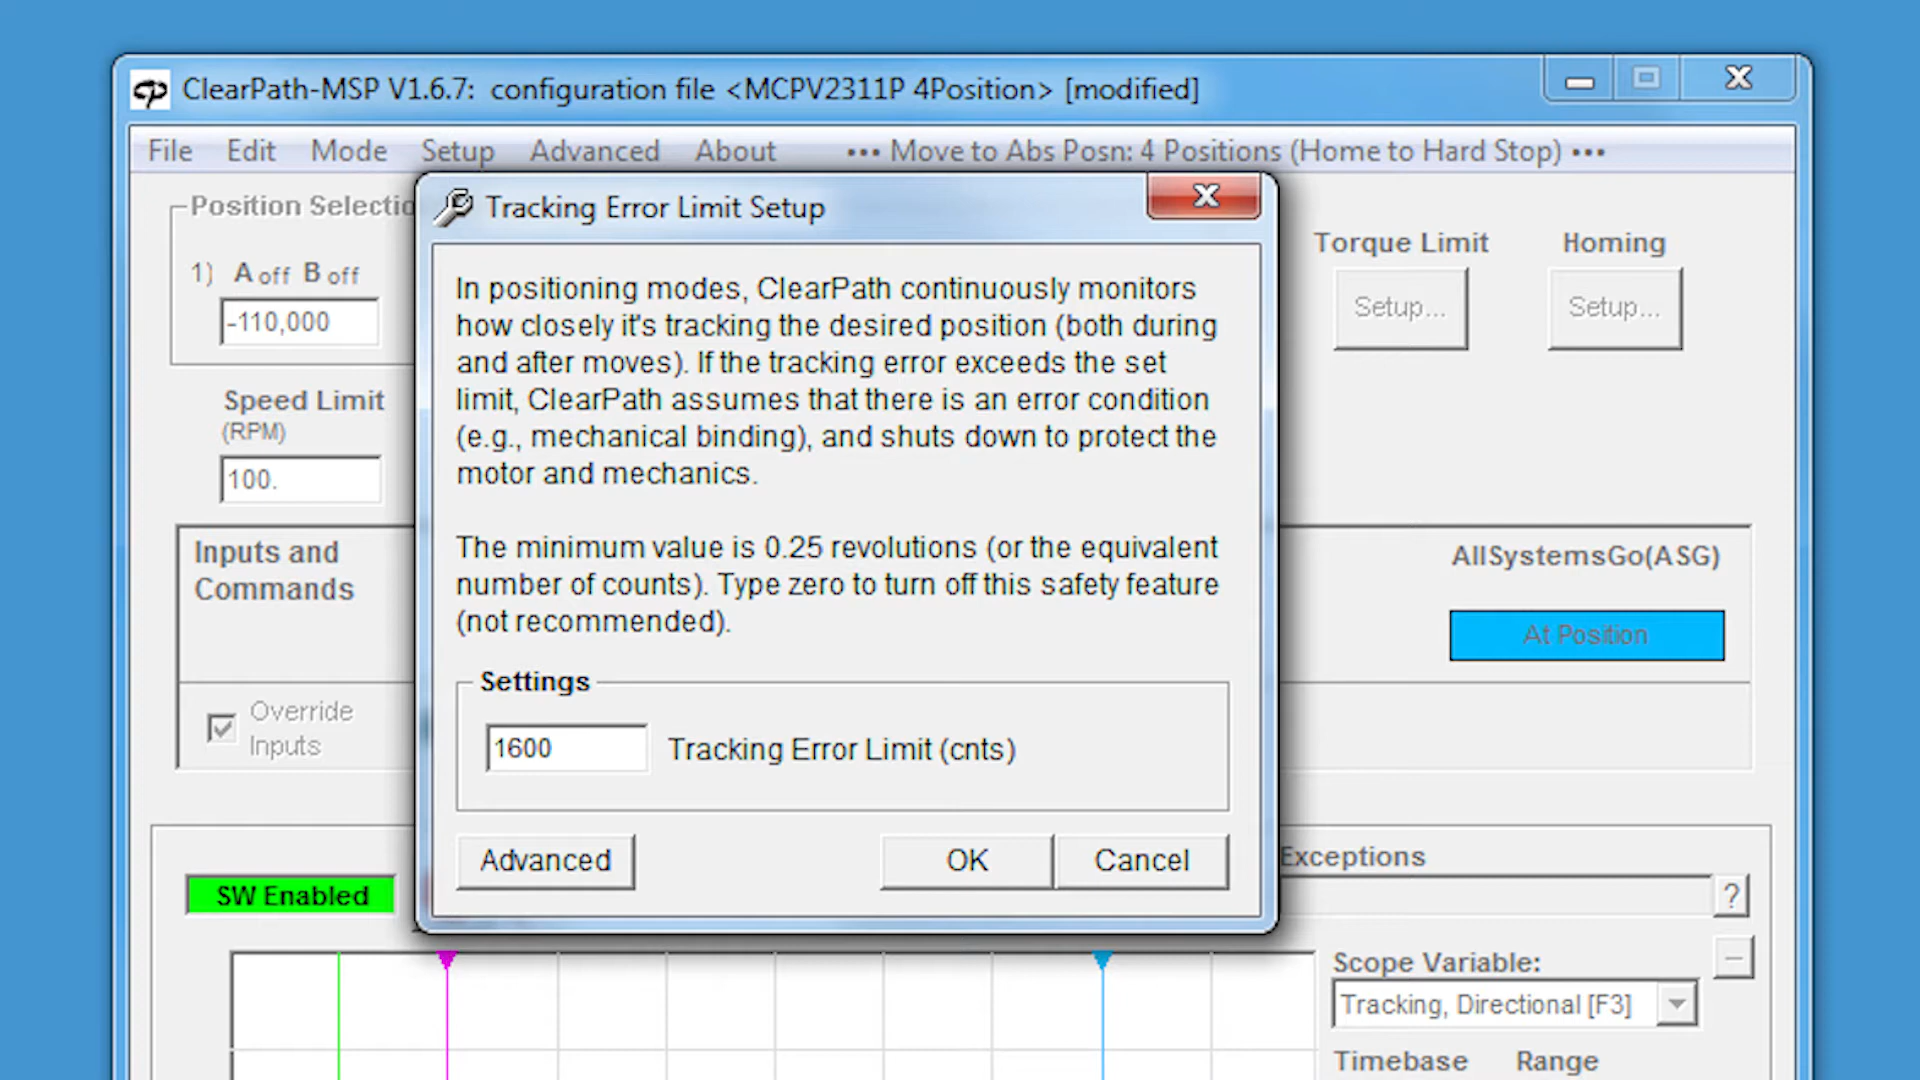 ClearPath-MSP V1.6.7: configuration file <MCPV2311P 4Position> [modified]
File Edit Mode Setup Advanced About ••• Move to Abs Posn: 4 Positions (Home to Hard Stop) •••
Position Selectio
1) A off B off
-110,000
Speed Limit
(RPM)
100.
Torque Limit
Setup...
Homing
Setup...
Inputs and
Commands
Override
Inputs
AllSystemsGo(ASG)
At Position
Tracking Error Limit Setup
In positioning modes, ClearPath continuously monitors
how closely it's tracking the desired position (both during
and after moves). If the tracking error exceeds the set
limit, ClearPath assumes that there is an error condition
(e.g., mechanical binding), and shuts down to protect the
motor and mechanics.
The minimum value is 0.25 revolutions (or the equivalent
number of counts). Type zero to turn off this safety feature
(not recommended).
Settings
1600 Tracking Error Limit (cnts)
Advanced OK Cancel
SW Enabled
Exceptions
?
Scope Variable:
Tracking, Directional [F3]
Timebase Range